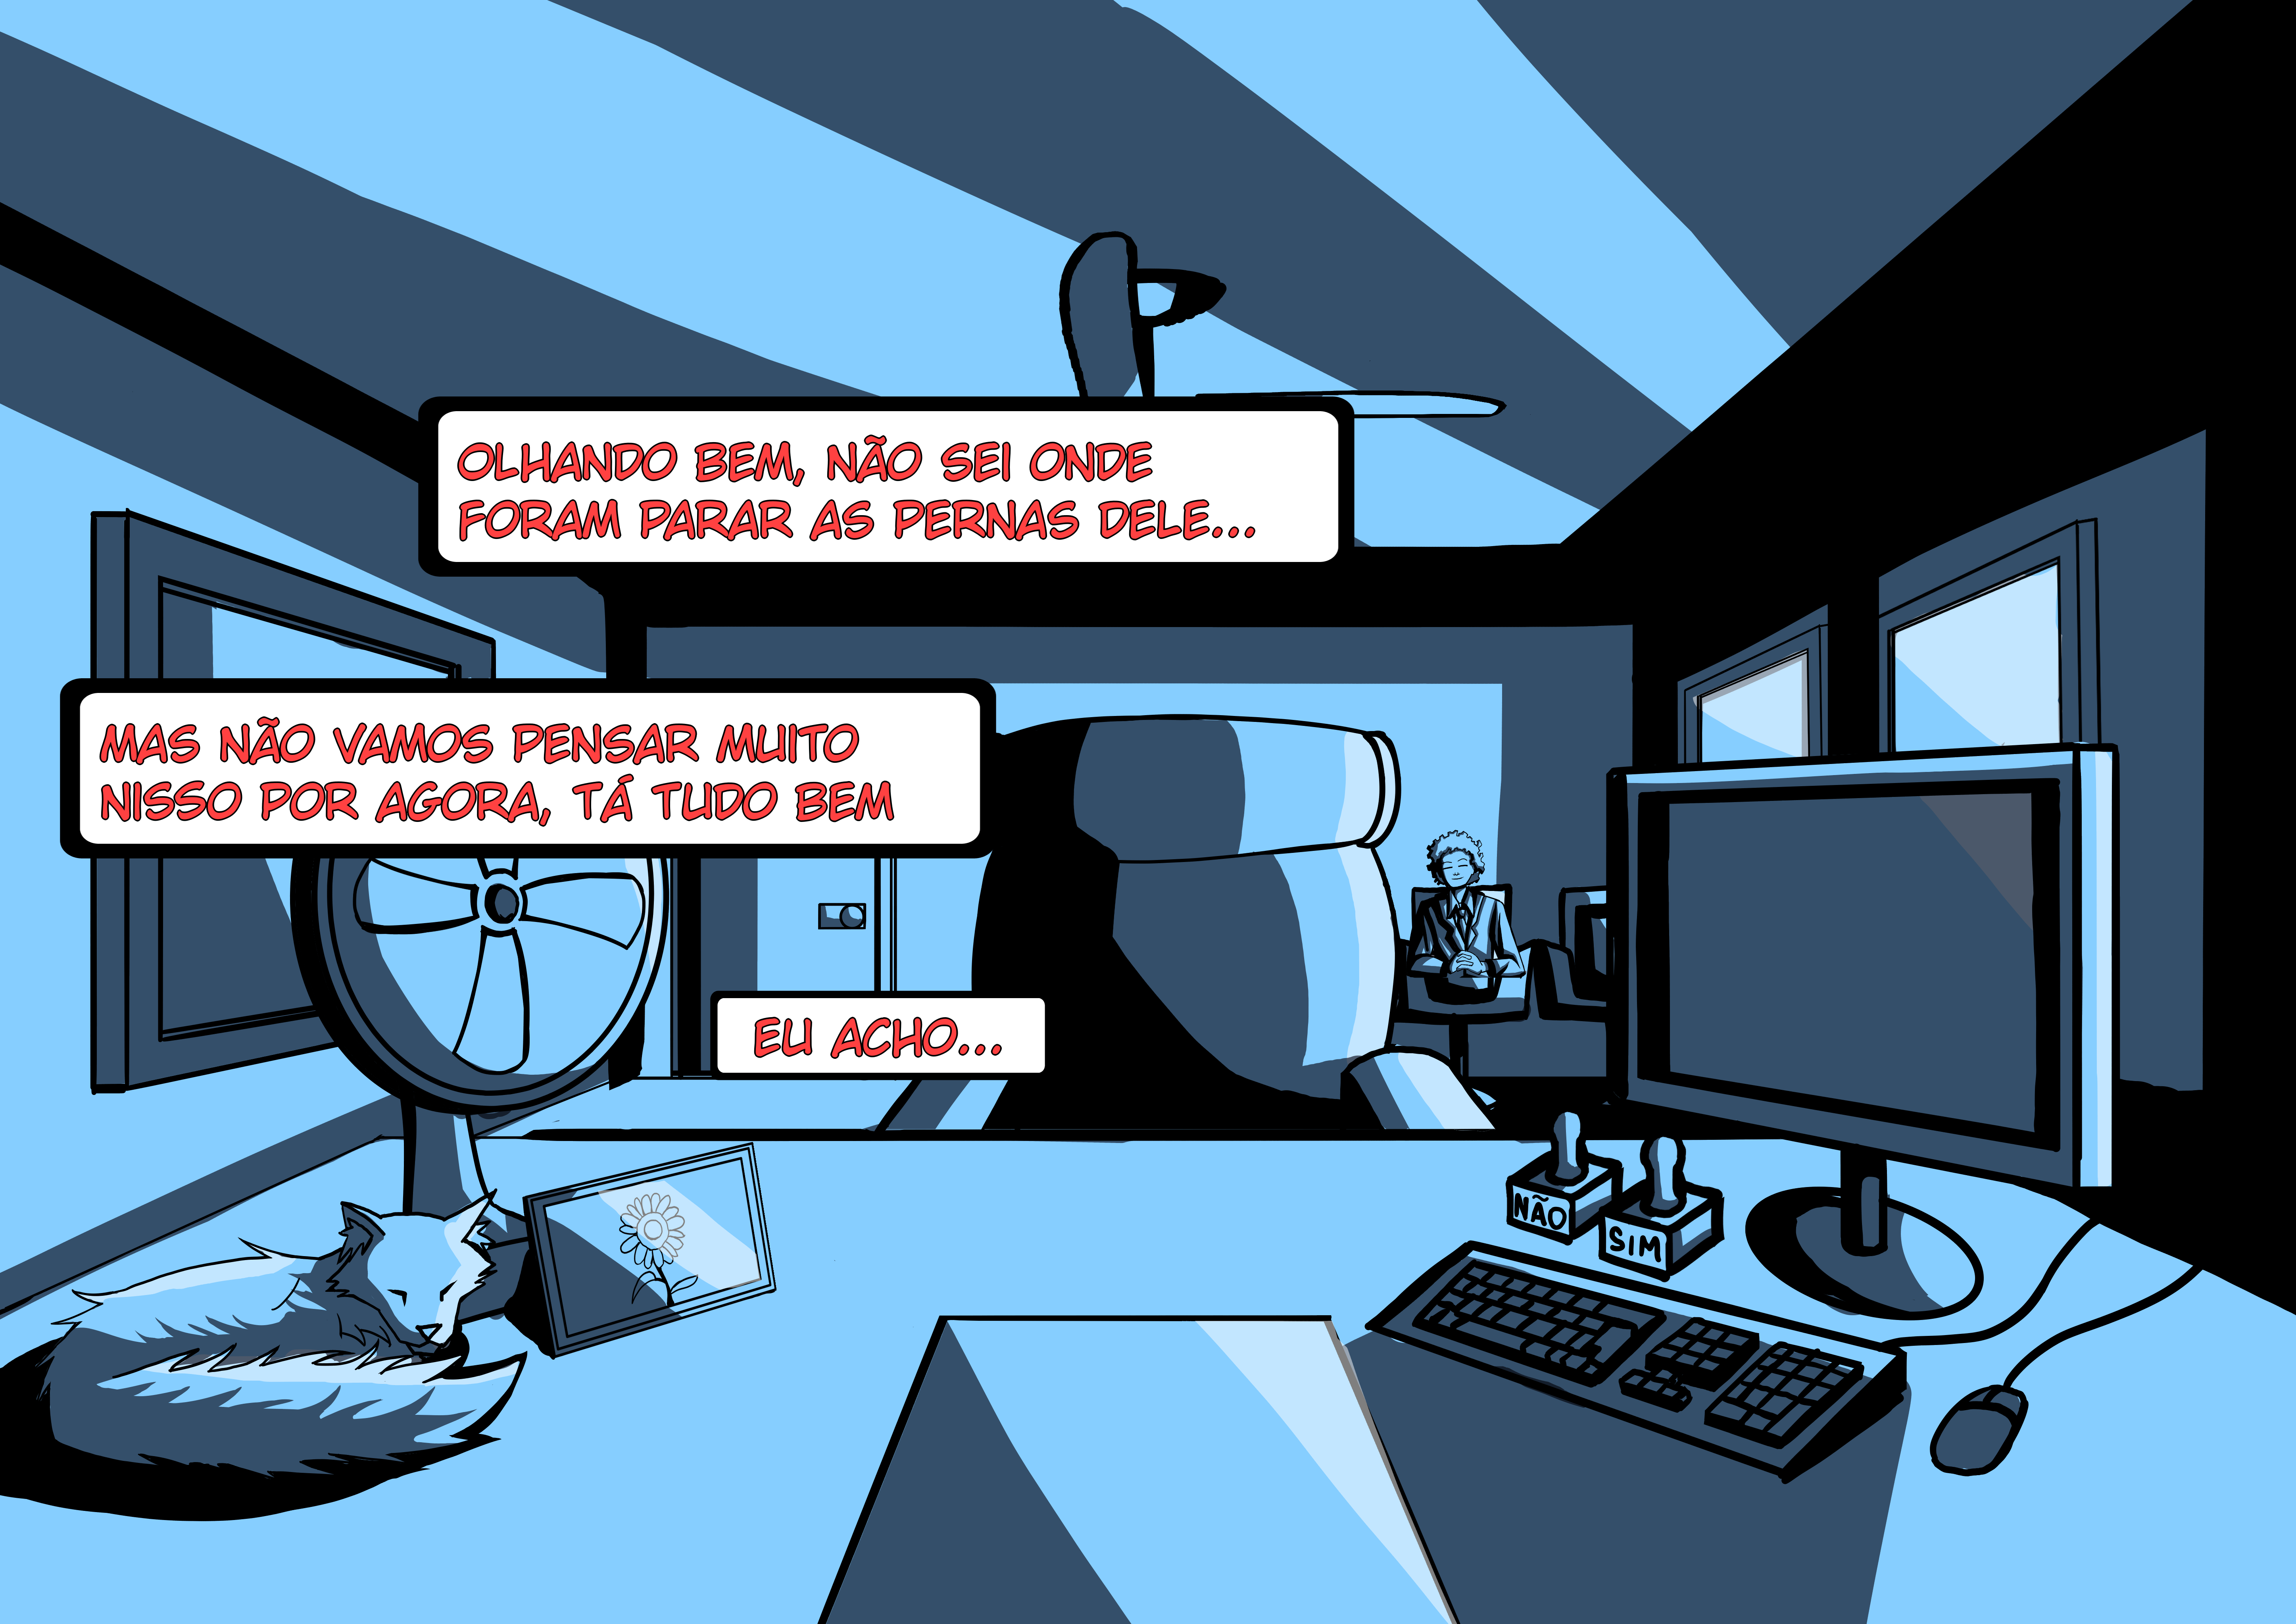 OLHANDO BEM, NÃO SEI ONDE
FORAM PARAR AS PERNAS DELE...
MAS NÃO VAMOS PENSAR MUITO
NISSO POR AGORA, TÁ TUDO BEM
EU ACHO...
NÃO
SIM